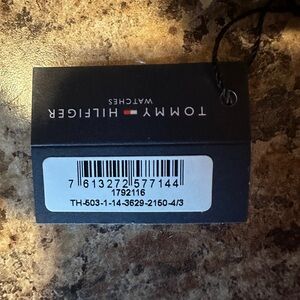 TOMMY HILFIGER
WATCHES
7 613272 577144
1792116
TH-503-1-14-3629-2150-4/3